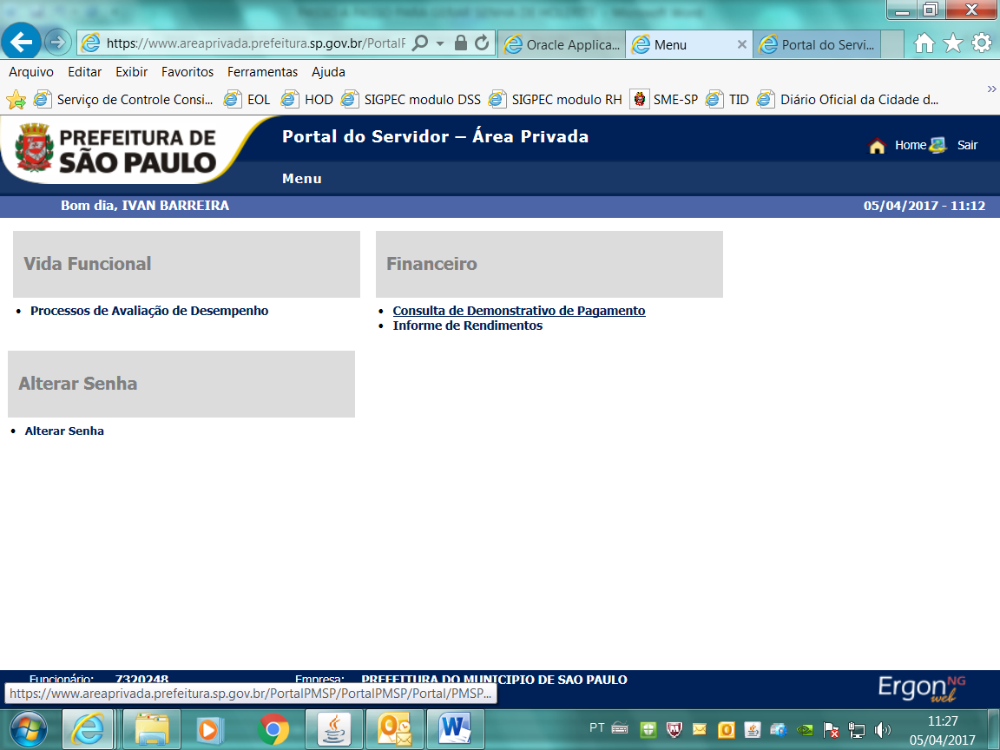 https://www.areaprivada.prefeitura.sp.gov.br/PortalP
Oracle Applica...
Menu
Portal do Servi...
Arquivo Editar Exibir Favoritos Ferramentas Ajuda
Serviço de Controle Consi... EOL HOD SIGPEC modulo DSS SIGPEC modulo RH SME-SP TID Diário Oficial da Cidade d...
PREFEITURA DE
SÃO PAULO
Portal do Servidor – Área Privada
Home Sair
Menu
Bom dia, IVAN BARREIRA 05/04/2017 - 11:12
Vida Funcional
• Processos de Avaliação de Desempenho
Financeiro
• Consulta de Demonstrativo de Pagamento
• Informe de Rendimentos
Alterar Senha
• Alterar Senha
Funcionário: 7320248 Empresa: PREFEITURA DO MUNICIPIO DE SAO PAULO
Ergon NG
web
https://www.areaprivada.prefeitura.sp.gov.br/PortalPMSP/PortalPMSP/Portal/PMSP...
PT
11:27
05/04/2017